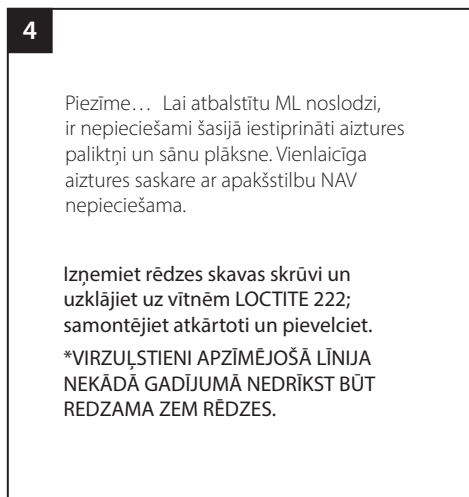 4
Piezīme… Lai atbalstītu ML noslodzi,
ir nepieciešami šasijā iestiprināti aiztures
paliktņi un sānu plāksne. Vienlaicīga
aiztures saskare ar apakšstilbu NAV
nepieciešama.
Izņemiet rēdzes skavas skrūvi un
uzklājiet uz vītnēm LOCTITE 222;
samontējiet atkārtoti un pievelciet.
*VIRZUĻSTIENI APZĪMĒJOŠĀ LĪNIJA
NEKĀDĀ GADĪJUMĀ NEDRĪKST BŪT
REDZAMA ZEM RĒDZES.